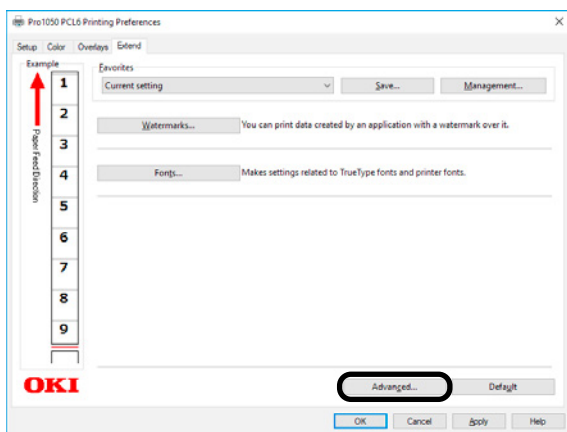 Pro1050 PCL6 Printing Preferences
Setup Color Overlays Extend
Example
Paper Feed Direction
1
2
3
4
5
6
7
8
9
OKI
Favorites
Current setting Save... Management...
Watermarks... You can print data created by an application with a watermark over it.
Fonts... Makes settings related to TrueType fonts and printer fonts.
Advanced... Default
OK Cancel Apply Help